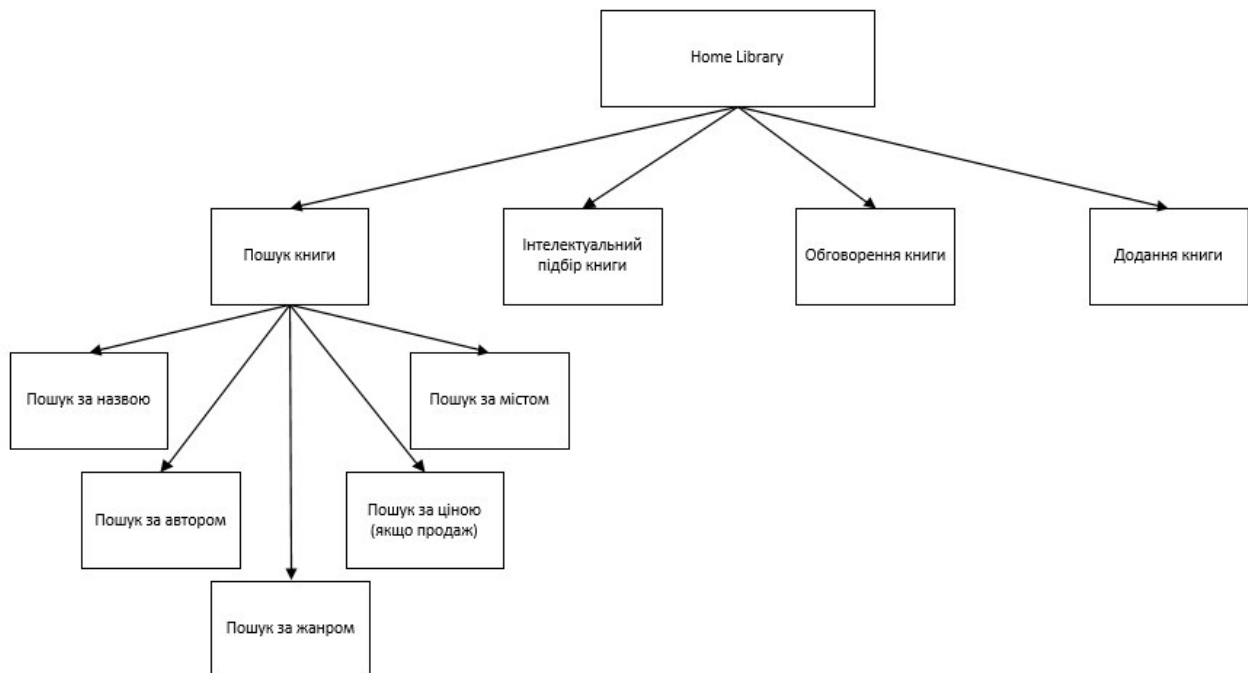 Home Library
Пошук книги
Інтелектуальний
підбір книги
Обговорення книги
Додання книги
Пошук за назвою
Пошук за містом
Пошук за автором
Пошук за ціною
(якщо продаж)
Пошук за жанром